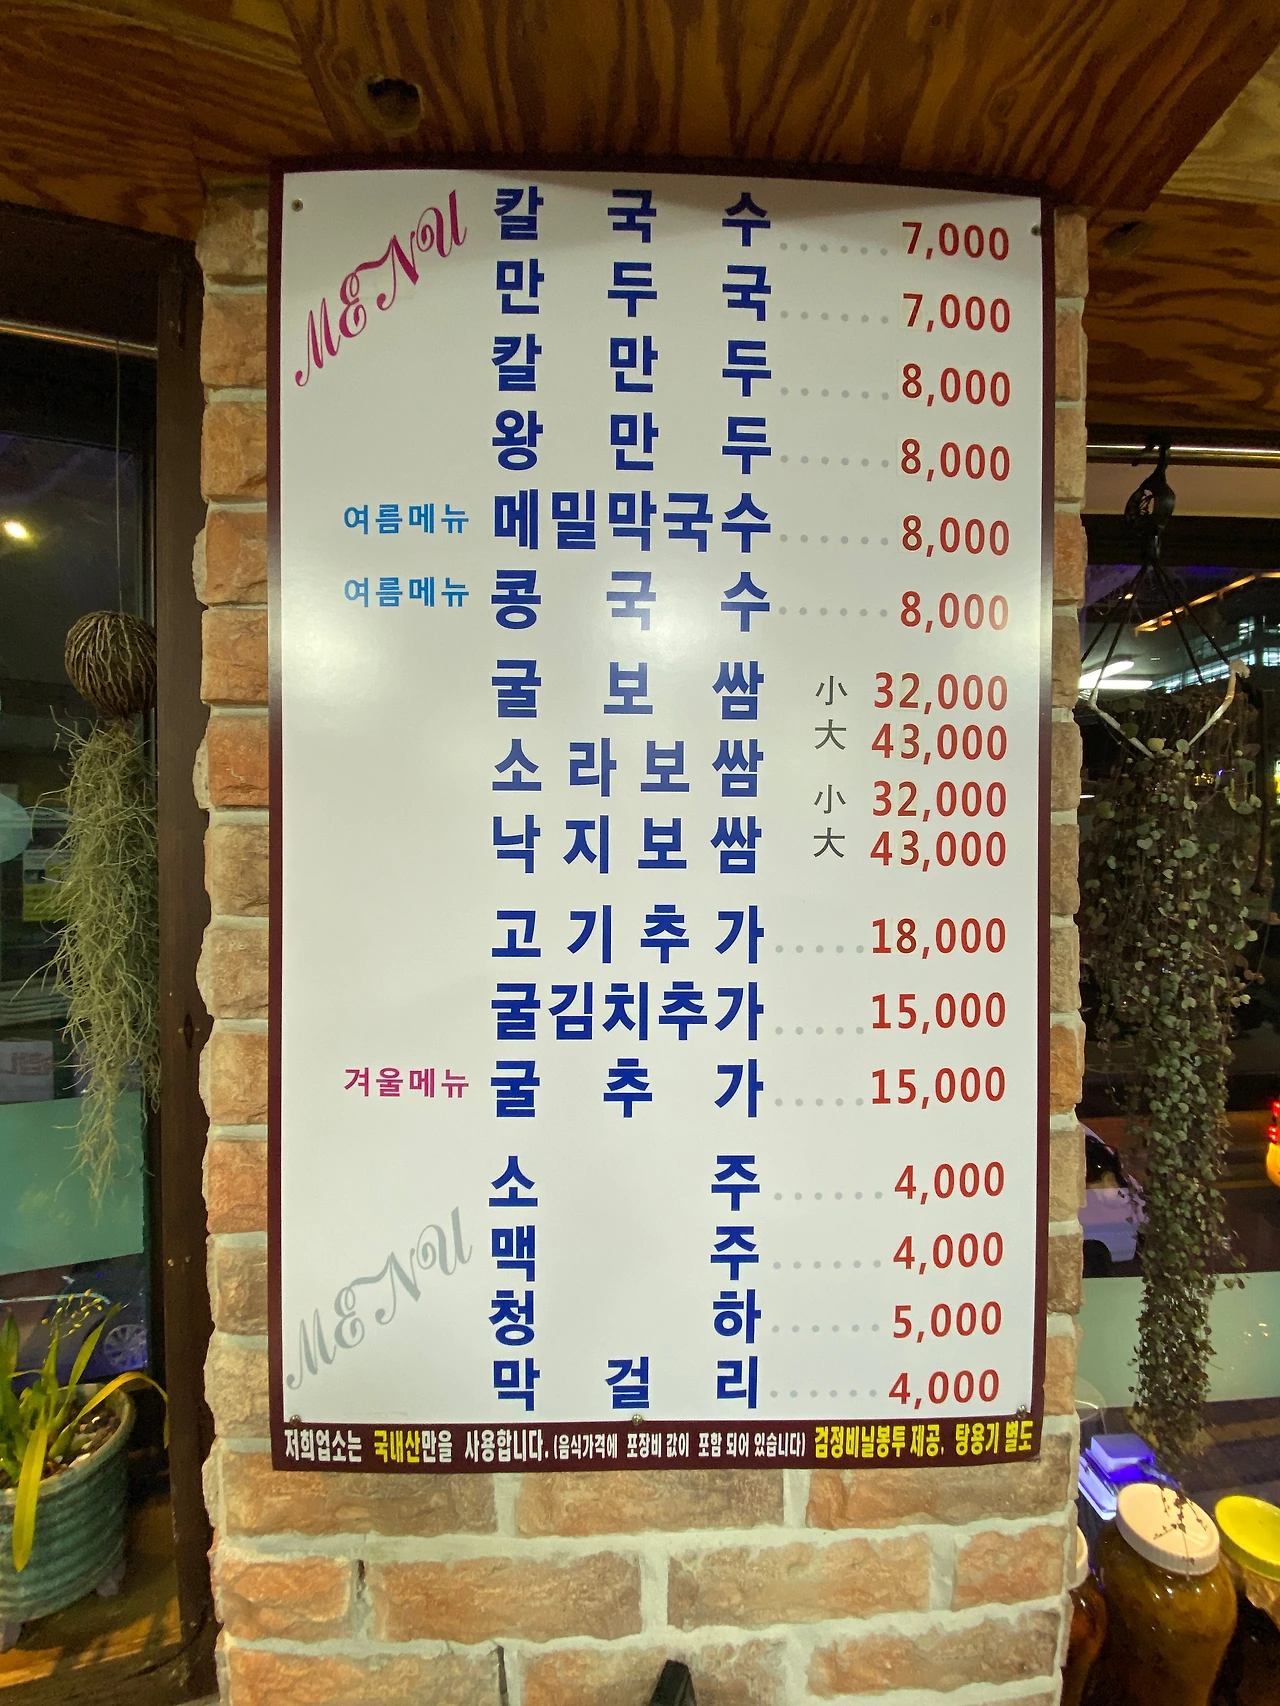 MENU
칼국수 ...... 7,000
만두국 ...... 7,000
칼만두 ...... 8,000
왕만두 ...... 8,000
여름메뉴 메밀막국수 ...... 8,000
여름메뉴 콩국수 ...... 8,000
굴보쌈 小 32,000
大 43,000
소라보쌈
小 32,000
낙지보쌈 大 43,000
고기추가 ..... 18,000
굴김치추가 ..... 15,000
겨울메뉴 굴추가 ..... 15,000
소주 ...... 4,000
맥주 ...... 4,000
청하 ...... 5,000
막걸리 ...... 4,000
MENU
저희업소는 국내산만을 사용합니다. (음식가격에 포장비 값이 포함 되어 있습니다) 검정비닐봉투 제공. 탕용기 별도